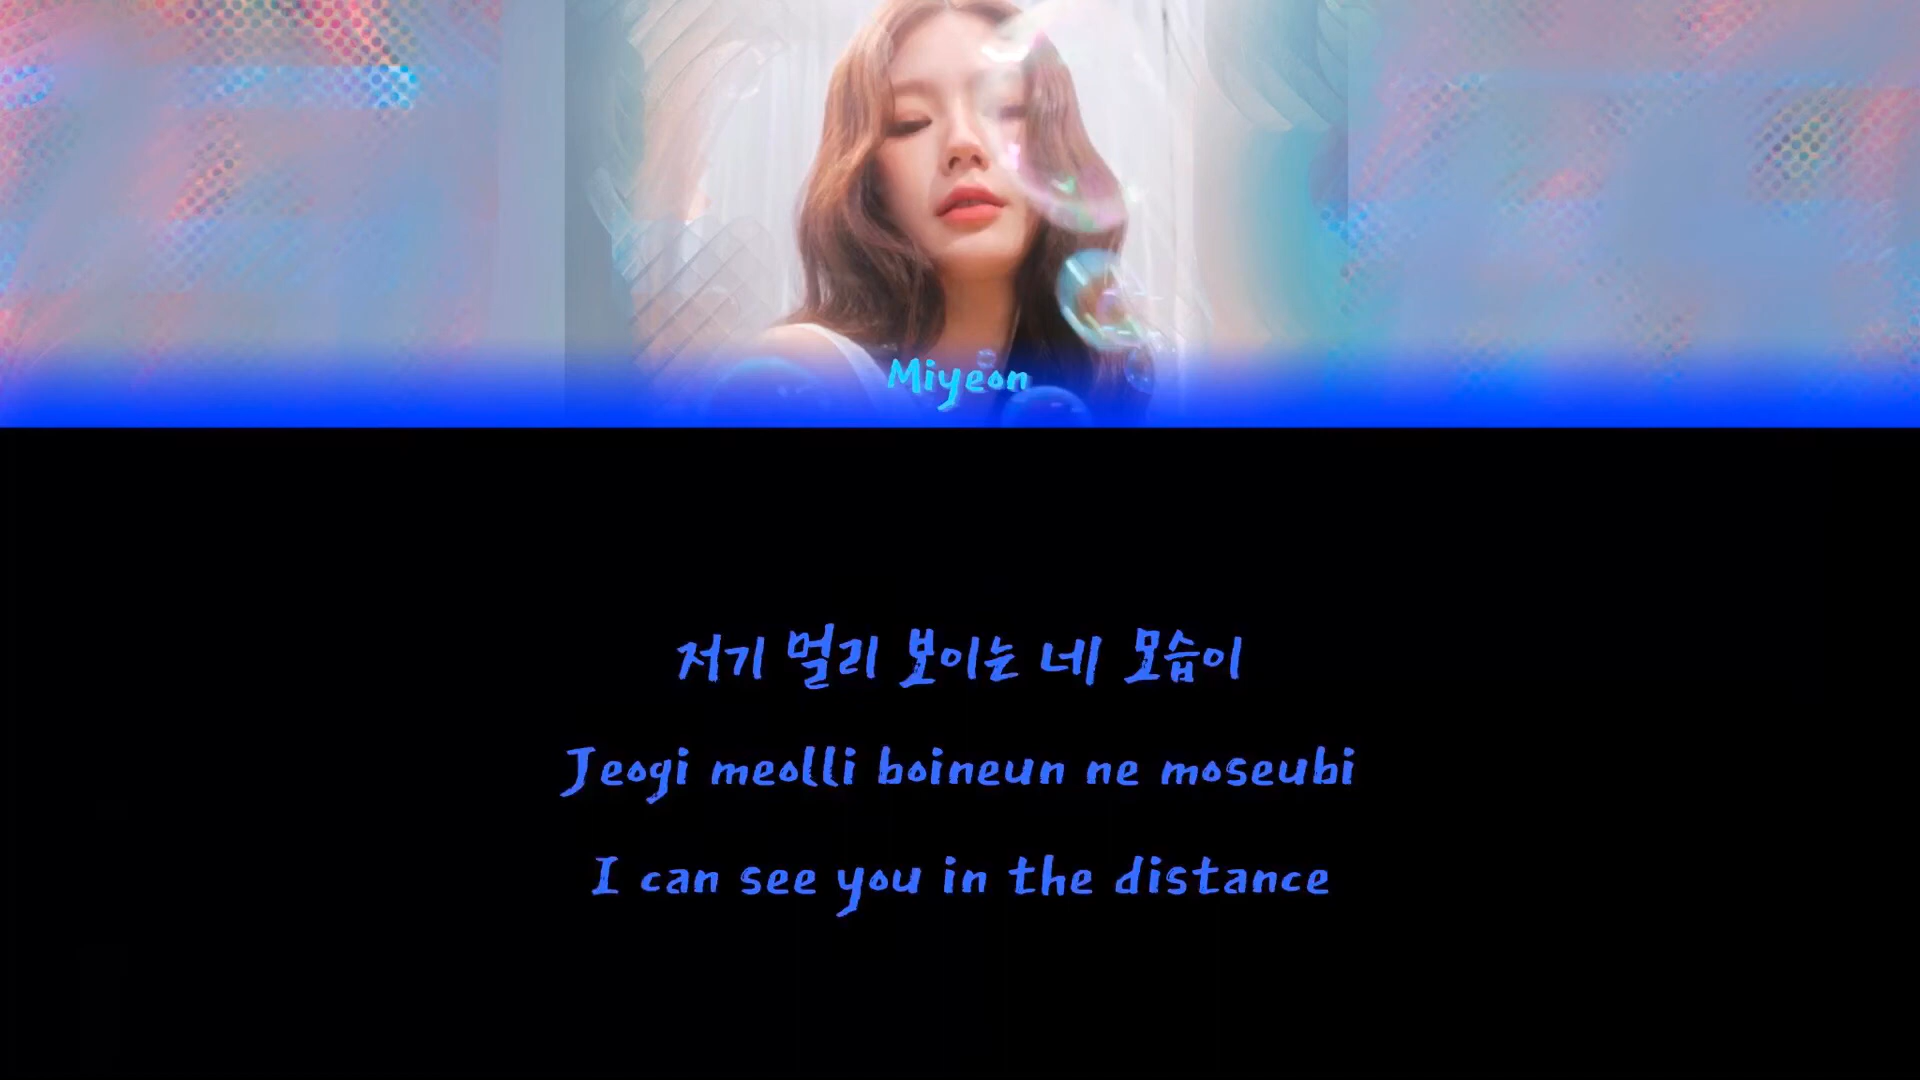 Miyeon
저기 멀리 보이는 네 모습이
Jeogi meolli boineun ne moseubi
I can see you in the distance